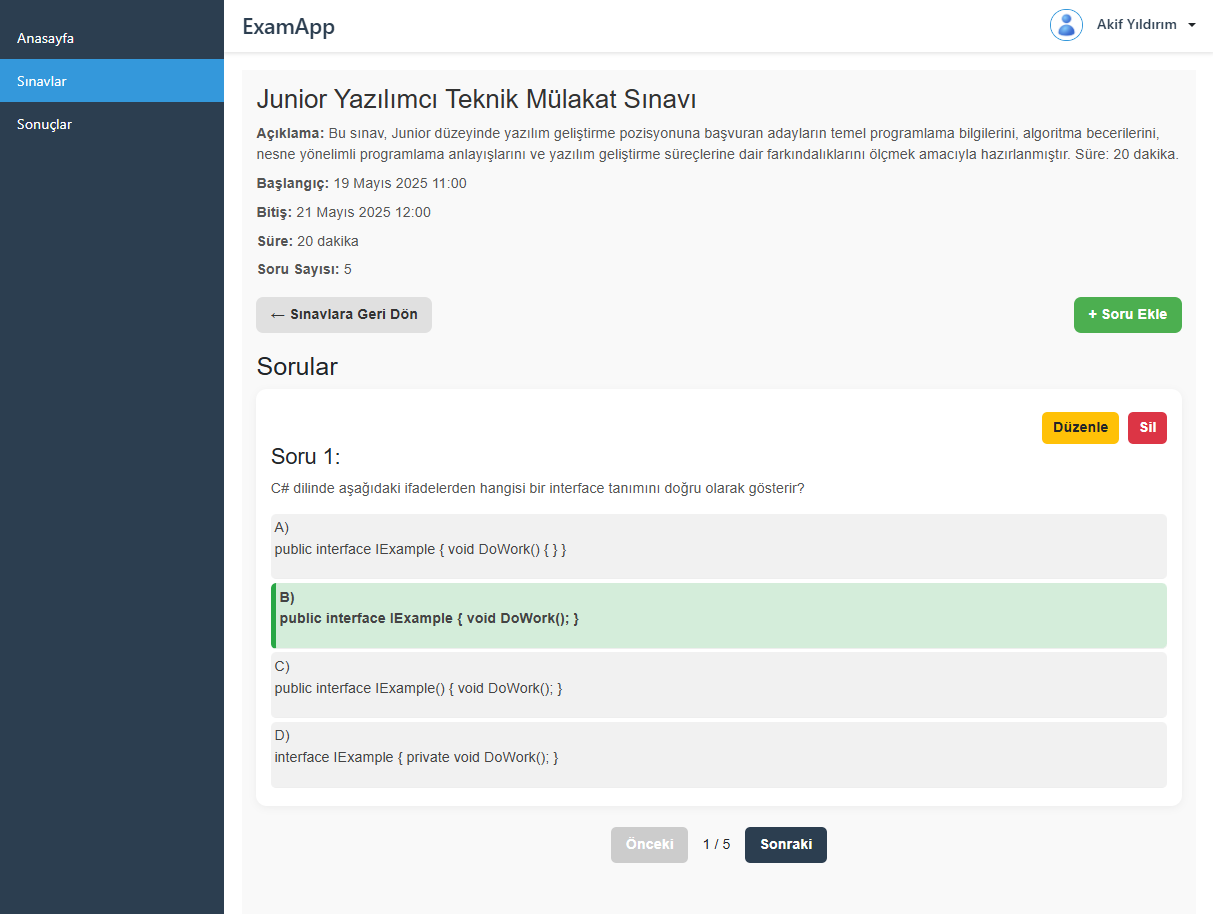 Anasayfa
Sınavlar
Sonuçlar
ExamApp
Akif Yıldırım
Junior Yazılımcı Teknik Mülakat Sınavı
Açıklama: Bu sınav, Junior düzeyinde yazılım geliştirme pozisyonuna başvuran adayların temel programlama bilgilerini, algoritma becerilerini,
nesne yönelimli programlama anlayışlarını ve yazılım geliştirme süreçlerine dair farkındalıklarını ölçmek amacıyla hazırlanmıştır. Süre: 20 dakika.
Başlangıç: 19 Mayıs 2025 11:00
Bitiş: 21 Mayıs 2025 12:00
Süre: 20 dakika
Soru Sayısı: 5
← Sınavlara Geri Dön
+ Soru Ekle
Sorular
Düzenle
Sil
Soru 1:
C# dilinde aşağıdaki ifadelerden hangisi bir interface tanımını doğru olarak gösterir?
A)
public interface IExample { void DoWork() { } }
B)
public interface IExample { void DoWork(); }
C)
public interface IExample() { void DoWork(); }
D)
interface IExample { private void DoWork(); }
Önceki
1 / 5
Sonraki